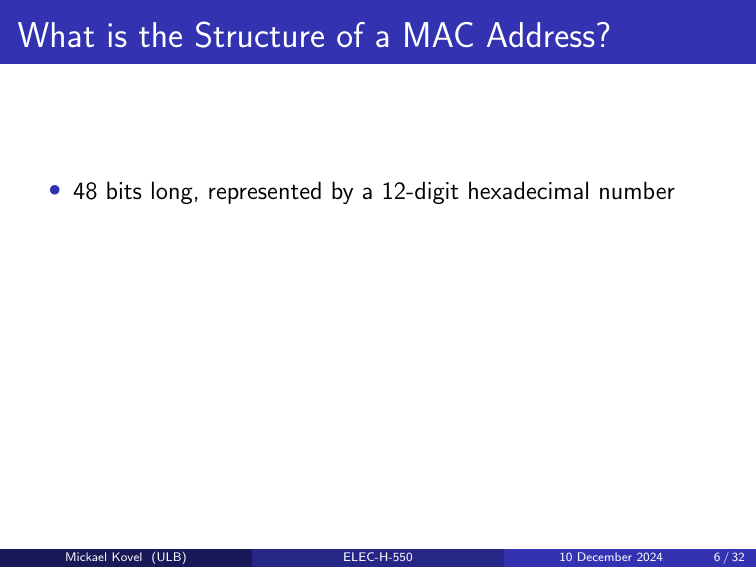 What is the Structure of a MAC Address?
• 48 bits long, represented by a 12-digit hexadecimal number
Mickael Kovel (ULB) ELEC-H-550 10 December 2024 6 / 32